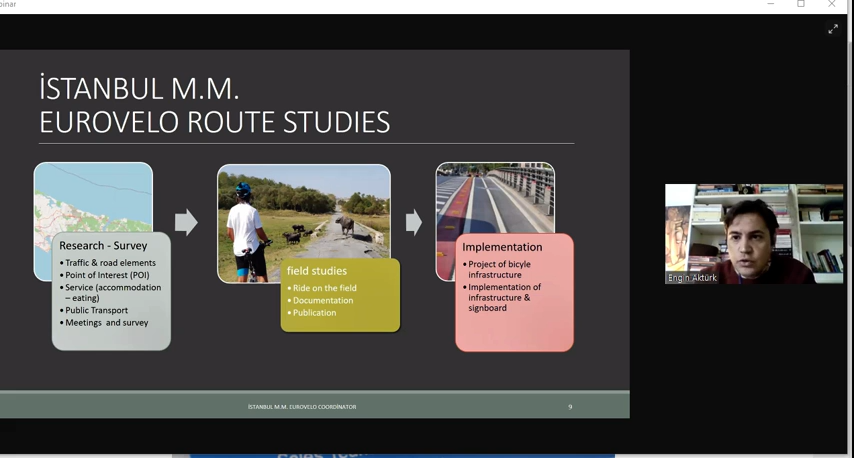 inar
İSTANBUL M.M.
EUROVELO ROUTE STUDIES
Research - Survey
• Traffic & road elements
• Point of Interest (POI)
• Service (accommodation
– eating)
• Public Transport
• Meetings and survey
field studies
• Ride on the field
• Documentation
• Publication
Implementation
• Project of bicyle
infrastructure
• Implementation of
infrastructure &
signboard
Engin Aktürk
İSTANBUL M.M. EUROVELO COORDİNATOR
9